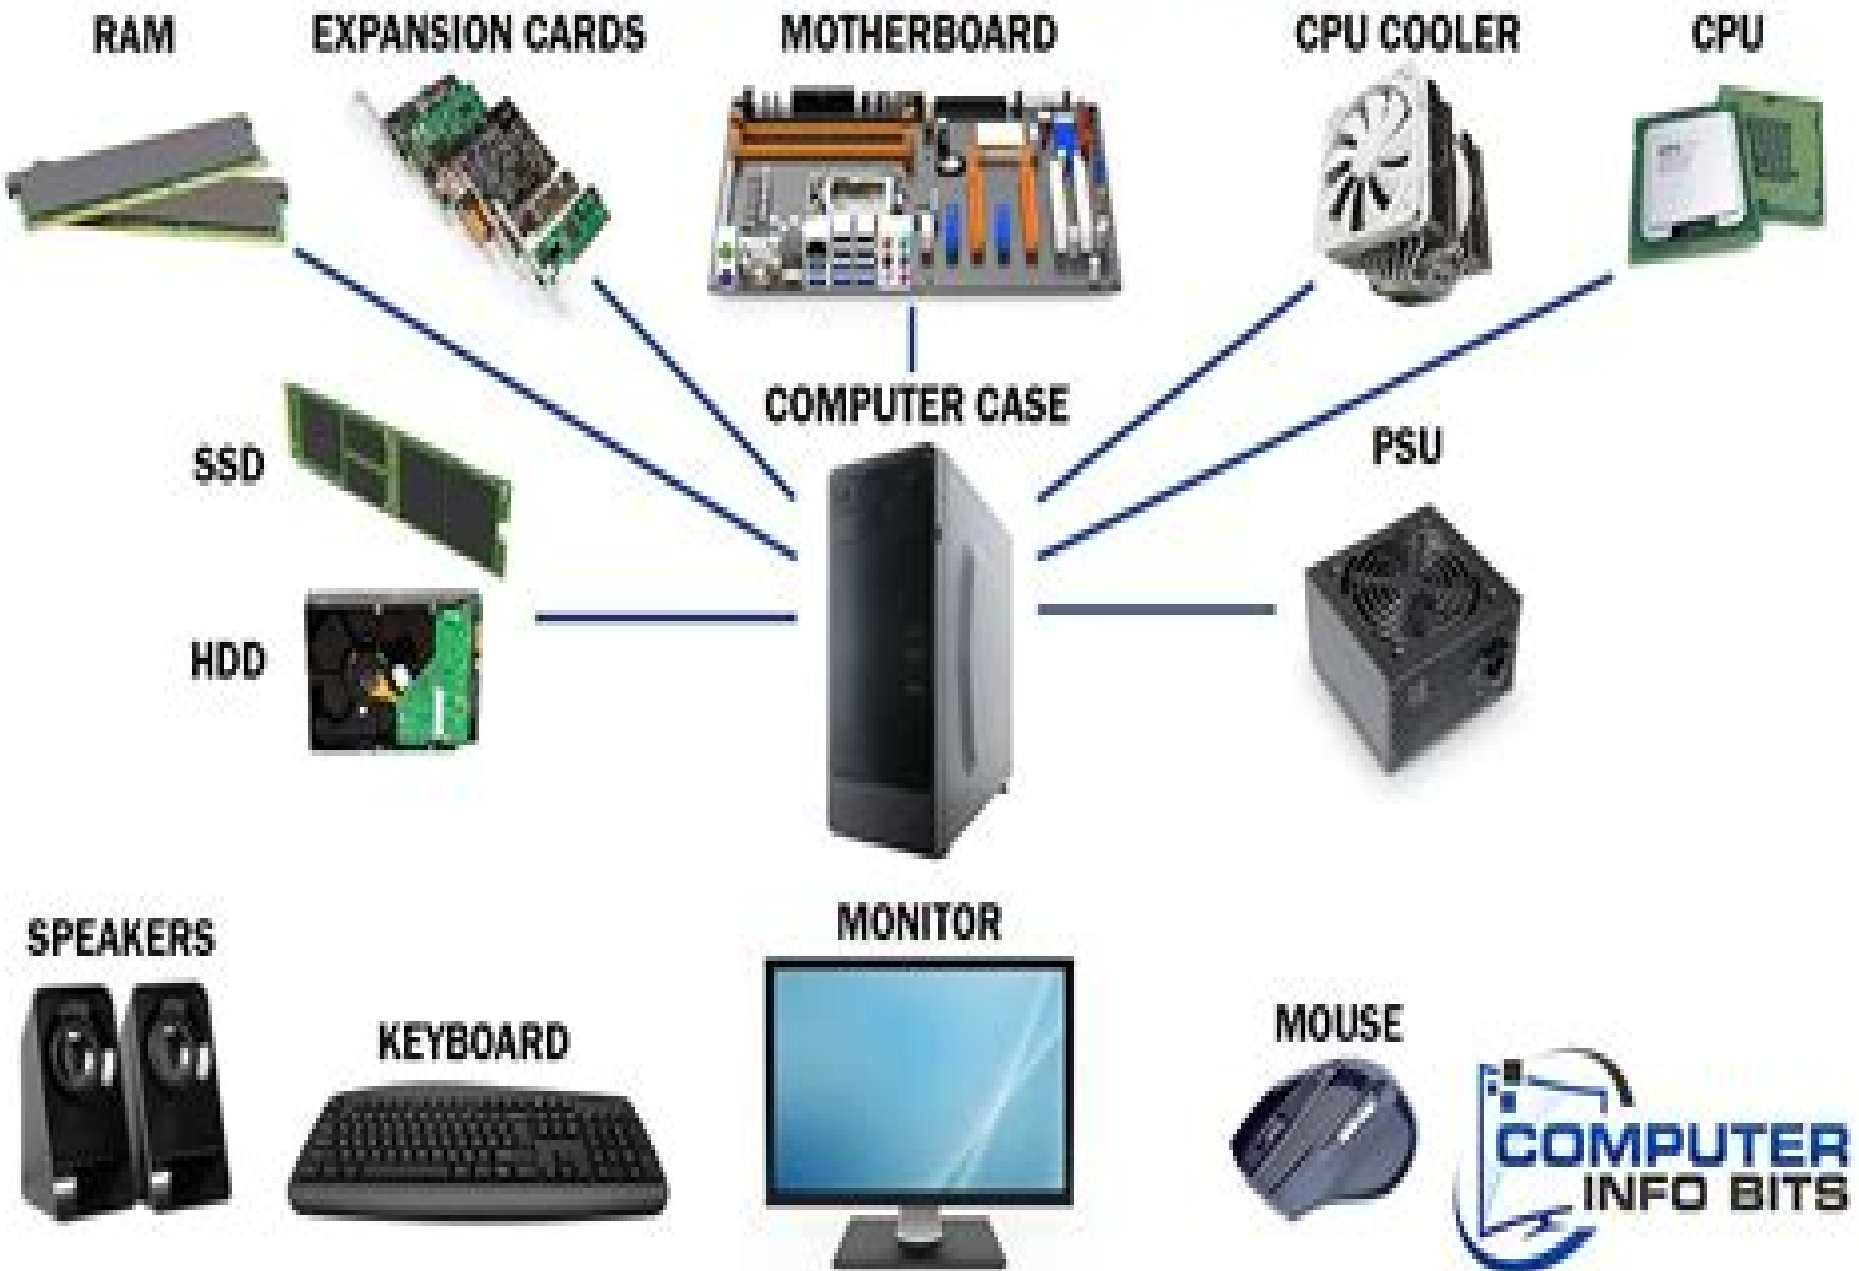 RAM
EXPANSION CARDS
MOTHERBOARD
CPU COOLER
CPU
COMPUTER CASE
SSD
PSU
HDD
SPEAKERS
MONITOR
KEYBOARD
MOUSE
COMPUTER
INFO BITS